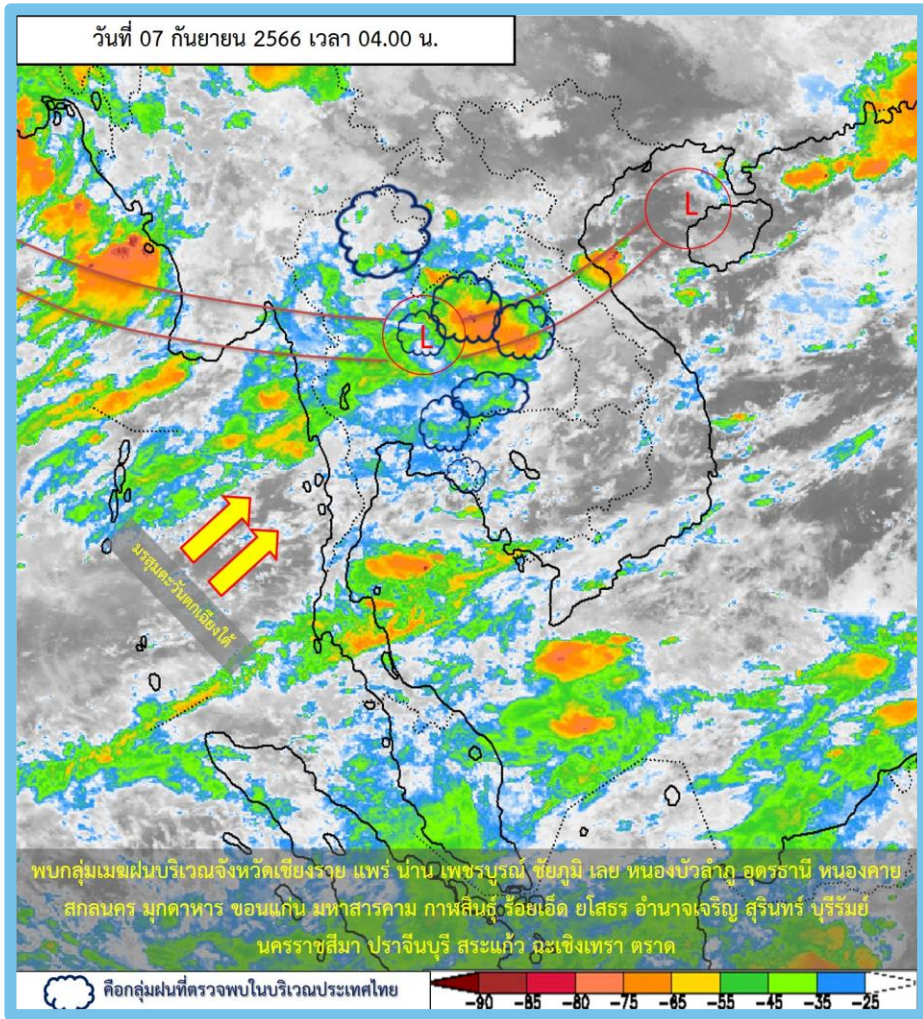 วันที่ 07 กันยายน 2566 เวลา 04.00 น.
L
L
มรสุมตะวันตกเฉียงใต้
พบกลุ่มเมฆฝนบริเวณจังหวัดเชียงราย แพร่ น่าน เพชรบูรณ์ ชัยภูมิ เลย หนองบัวลำภู อุดรธานี หนองคาย
สกลนคร มุกดาหาร ขอนแก่น มหาสารคาม กาฬสินธุ์ ร้อยเอ็ด ยโสธร อำนาจเจริญ สุรินทร์ บุรีรัมย์
นครราชสีมา ปราจีนบุรี สระแก้ว ฉะเชิงเทรา ตราด
คือกลุ่มฝนที่ตรวจพบในบริเวณประเทศไทย
-90 -85 -80 -75 -65 -55 -45 -35 -25